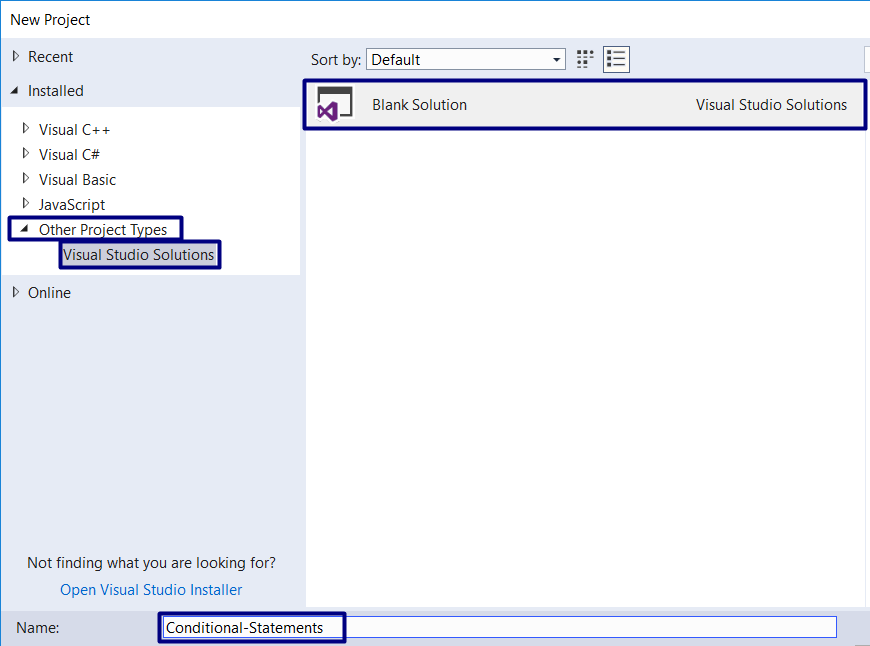 New Project
Recent
Installed
Visual C++
Visual C#
Visual Basic
JavaScript
Other Project Types
Visual Studio Solutions
Online
Not finding what you are looking for?
Open Visual Studio Installer
Sort by: Default
Blank Solution Visual Studio Solutions
Name: Conditional-Statements